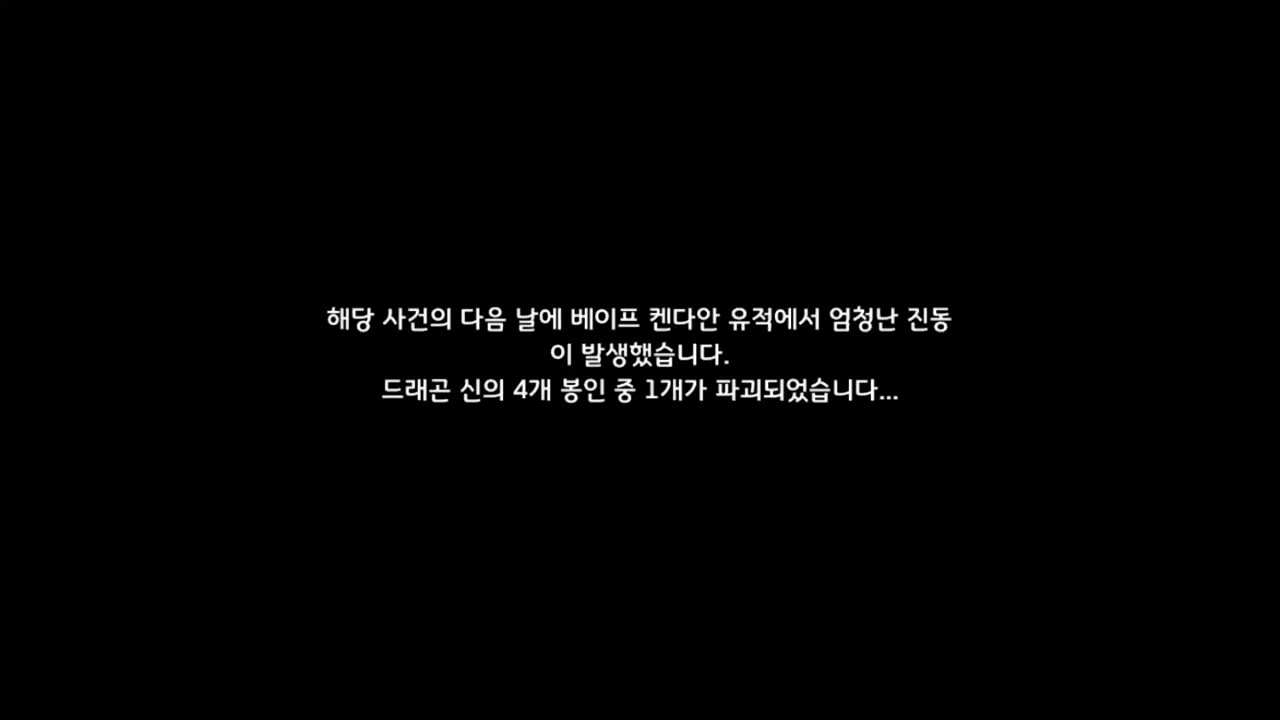 해당 사건의 다음 날에 베이프 켄다안 유적에서 엄청난 진동
이 발생했습니다.
드래곤 신의 4개 봉인 중 1개가 파괴되었습니다...